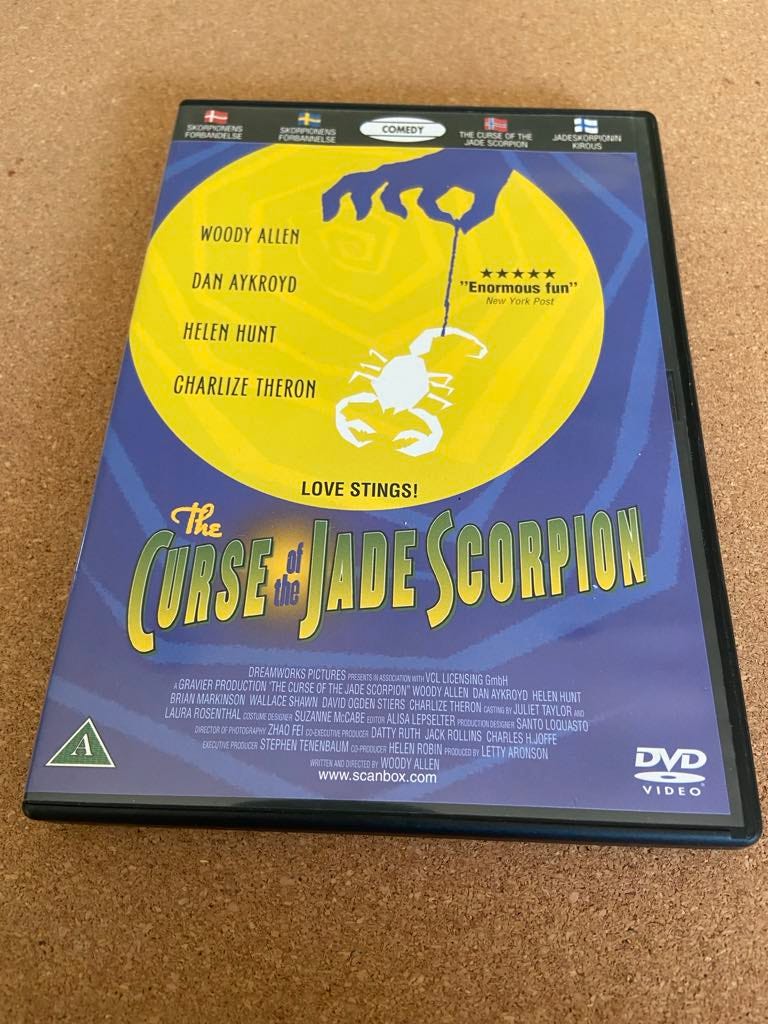 SKORPIONENS
FORBANDELSE
SKORPIONENS
FÖRBANNELSE
COMEDY
THE CURSE OF THE
JADE SCORPION
JADESKORPIONIN
KIROUS
WOODY ALLEN
DAN AYKROYD
HELEN HUNT
CHARLIZE THERON
★★★★★
"Enormous fun"
New York Post
LOVE STINGS!
The
CURSE of the JADE SCORPION
DREAMWORKS PICTURES PRESENTS IN ASSOCIATION WITH VCL LICENSING GmbH
A GRAVIER PRODUCTION "THE CURSE OF THE JADE SCORPION" WOODY ALLEN DAN AYKROYD HELEN HUNT
BRIAN MARKINSON WALLACE SHAWN DAVID OGDEN STIERS CHARLIZE THERON CASTING BY JULIET TAYLOR AND
LAURA ROSENTHAL COSTUME DESIGNER SUZANNE McCABE EDITOR ALISA LEPSELTER PRODUCTION DESIGNER SANTO LOQUASTO
DIRECTOR OF PHOTOGRAPHY ZHAO FEI CO-EXECUTIVE PRODUCER DATTY RUTH JACK ROLLINS CHARLES H.JOFFE
EXECUTIVE PRODUCER STEPHEN TENENBAUM CO-PRODUCER HELEN ROBIN PRODUCED BY LETTY ARONSON
WRITTEN AND DIRECTED BY WOODY ALLEN
www.scanbox.com
A
DVD
VIDEO